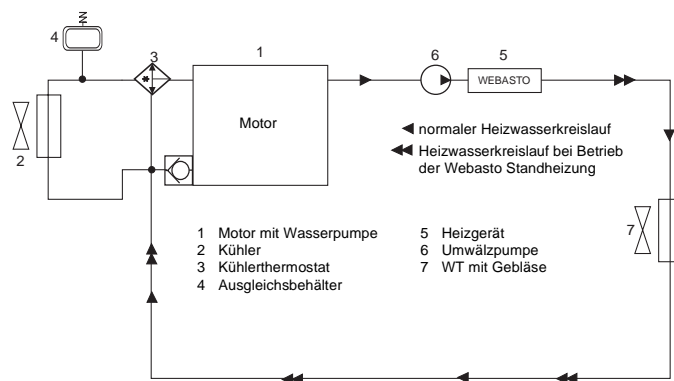 4
3
1
6
5
WEBASTO
Motor
2
normaler Heizwasserkreislauf
Heizwasserkreislauf bei Betrieb
der Webasto Standheizung
7
1 Motor mit Wasserpumpe
2 Kühler
3 Kühlerthermostat
4 Ausgleichsbehälter
5 Heizgerät
6 Umwälzpumpe
7 WT mit Gebläse